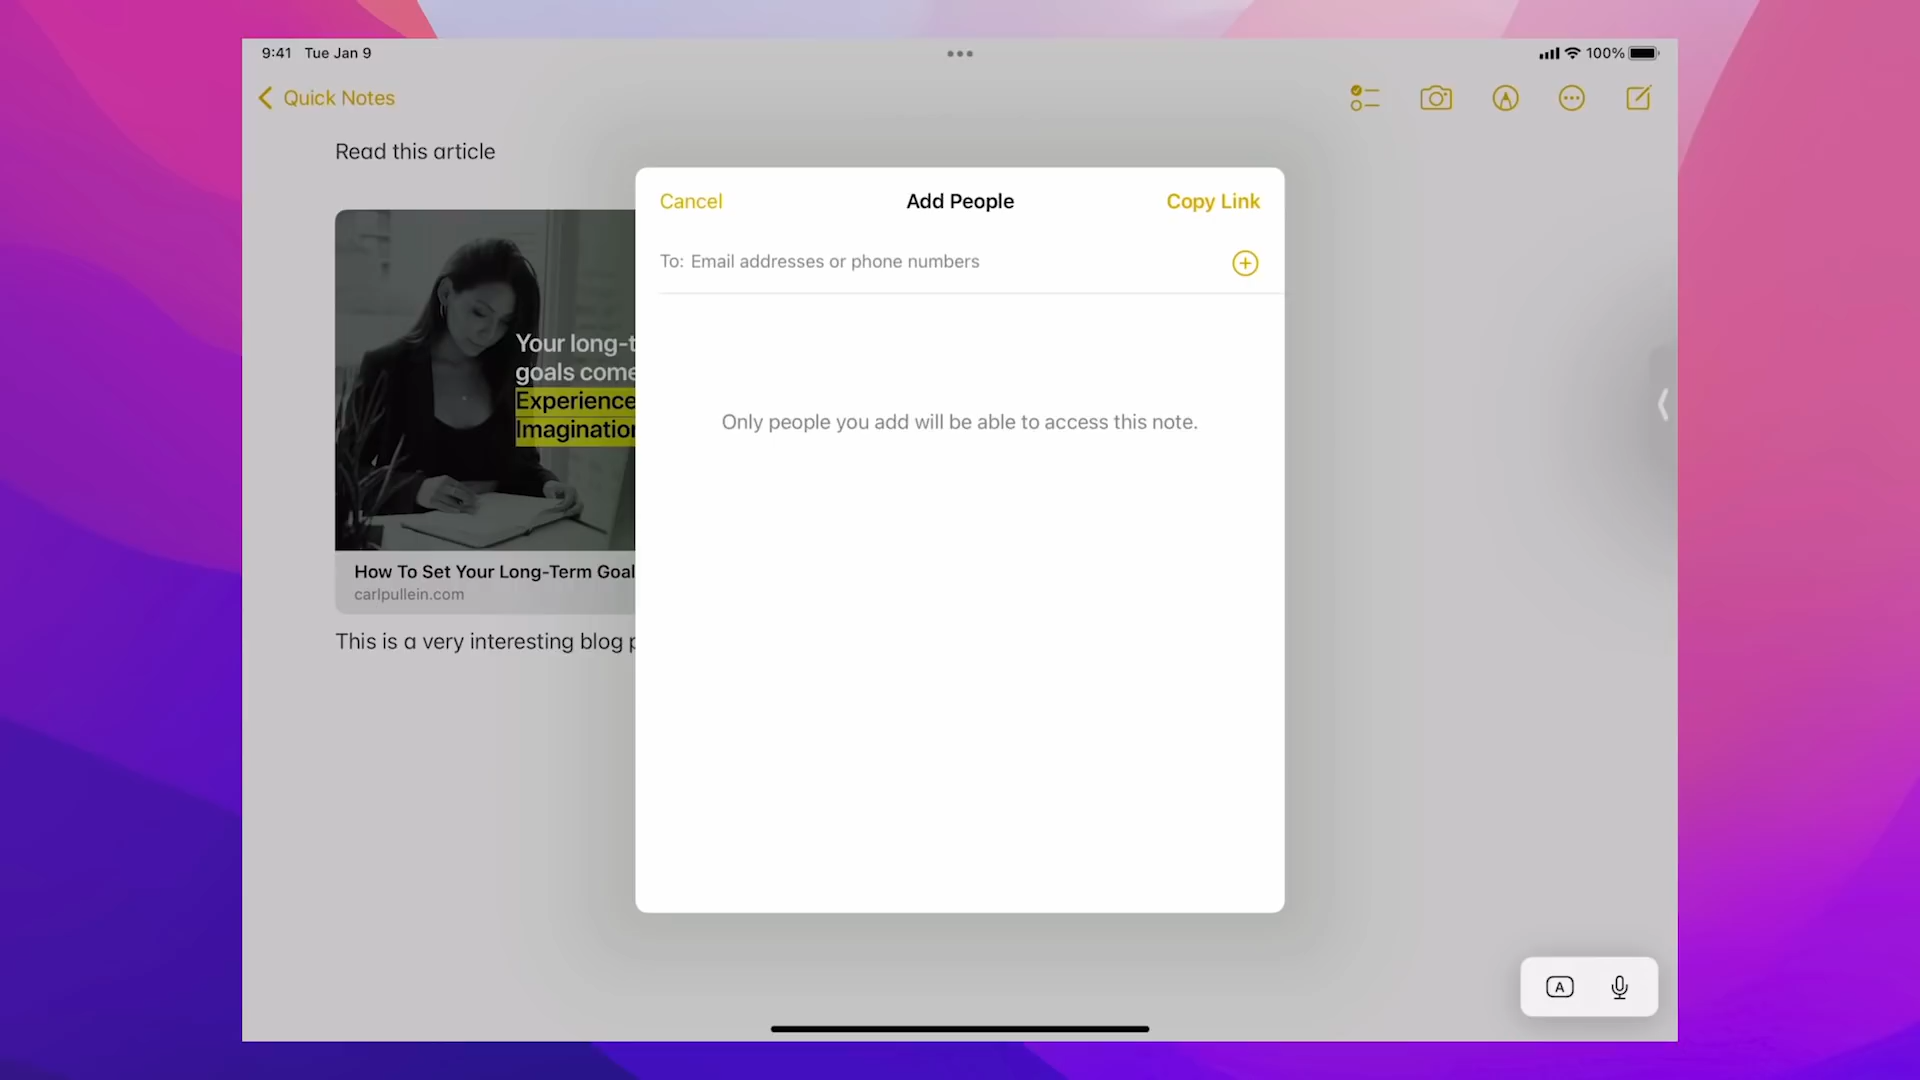 9:41 Tue Jan 9
100%
Quick Notes
Read this article
Cancel
Add People
Copy Link
To: Email addresses or phone numbers
Only people you add will be able to access this note.
Your long-t
goals come
Experience
Imagination
How To Set Your Long-Term Goal
carlpullein.com
This is a very interesting blog p
A